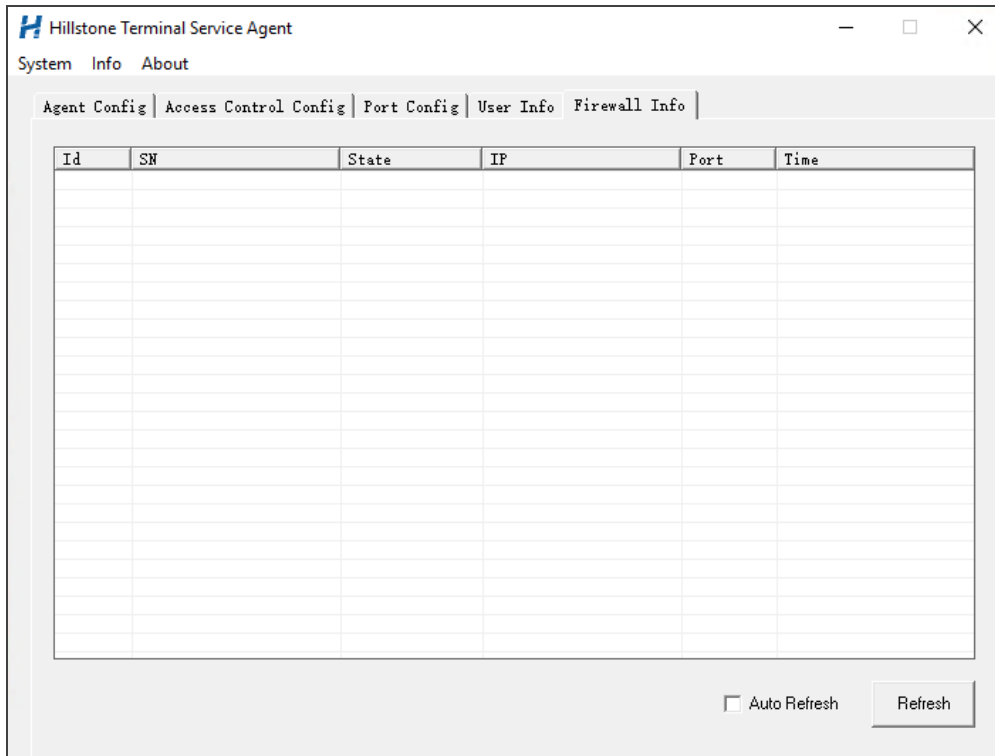 Hillstone Terminal Service Agent
System Info About
Agent Config Access Control Config Port Config User Info Firewall Info
Id SN State IP Port Time
Auto Refresh Refresh